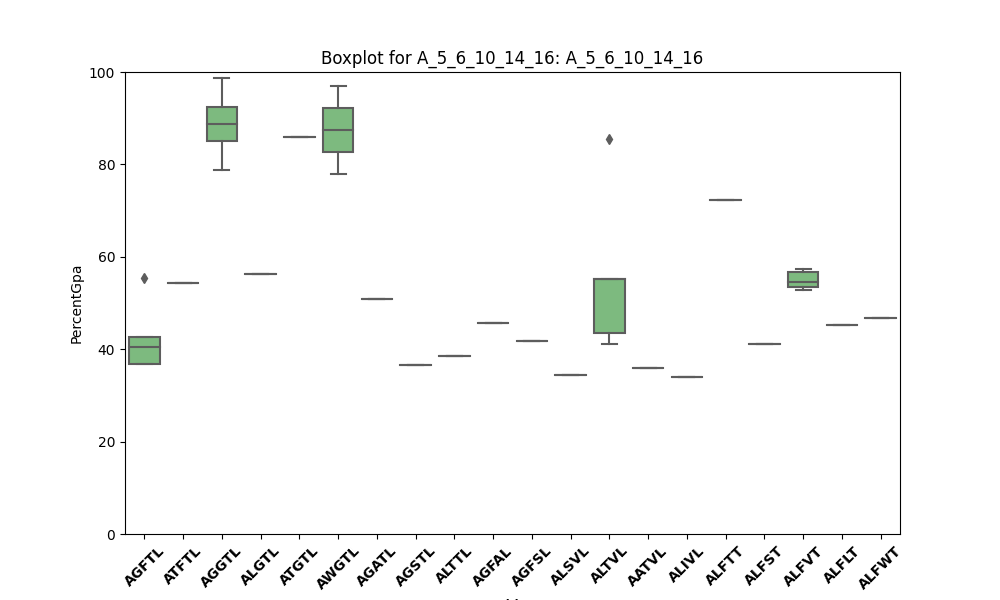 Boxplot for A_5_6_10_14_16: A_5_6_10_14_16
PercentGpa
100
80
60
40
20
0
AGFTL
ATFTL
AGGTL
ALGTL
ATGTL
AWGTL
AGATL
AGSTL
ALTTL
AGFAL
AGFSL
ALSVL
ALTVL
AATVL
ALIVL
ALFTT
ALFST
ALFVT
ALFLT
ALFWT